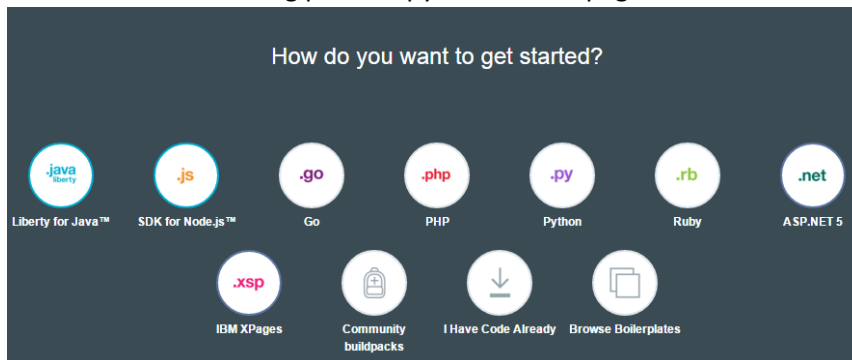 How do you want to get started?
.java
liberty
.js
.go
.php
.py
.rb
.net
Liberty for Java™
SDK for Node.js™
Go
PHP
Python
Ruby
ASP.NET 5
.xsp
IBM XPages
Community
buildpacks
I Have Code Already
Browse Boilerplates